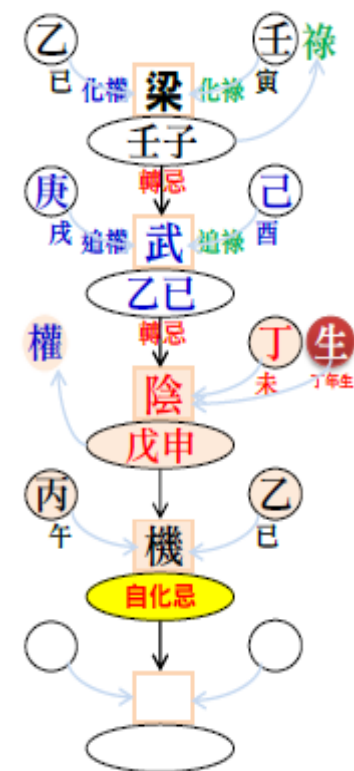 乙 壬 祿
巳 化權 梁 化祿 寅
壬子
轉忌
庚 己
戌 追權 武 追祿 酉
乙巳
轉忌
權 丁 生
陰 未 丁年生
戊申
丙 乙
午 機 巳
自化忌